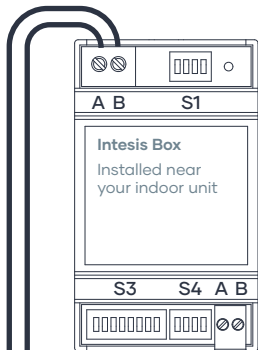 A B S1
Intesis Box
Installed near
your indoor unit
S3 S4 A B